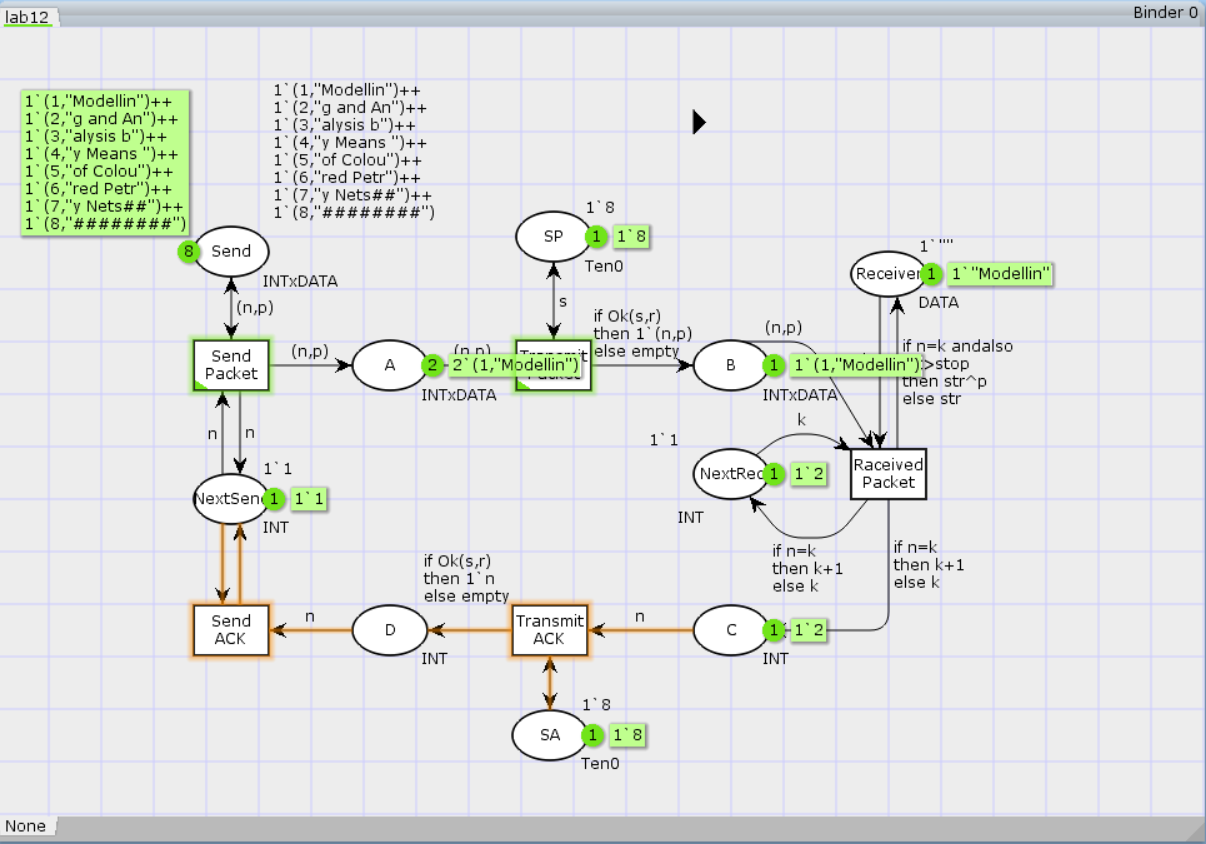 lab12
Binder 0
1`(1,"Modellin")++
1`(2,"g and An")++
1`(3,"alysis b")++
1`(4,"y Means ")++
1`(5,"of Colou")++
1`(6,"red Petr")++
1`(7,"y Nets##")++
1`(8,"########")
1`(1,"Modellin")++
1`(2,"g and An")++
1`(3,"alysis b")++
1`(4,"y Means ")++
1`(5,"of Colou")++
1`(6,"red Petr")++
1`(7,"y Nets##")++
1`(8,"########")
8
Send
INTxDATA
(n,p)
1`8
SP
1
1`8
Ten0
s
1`""
Receiver
1
1`"Modellin"
DATA
Send
Packet
(n,p)
A
2
2`(1,"Modellin")
INTxDATA
if Ok(s,r)
then 1`(n,p)
else empty
(n,p)
B
1
1`(1,"Modellin")
INTxDATA
if n=k andalso
>stop
then str^p
else str
n
n
1`1
NextSend
1
1`1
INT
1`1
k
NextRec
1
1`2
INT
Raceived
Packet
if n=k
then k+1
else k
if n=k
then k+1
else k
if Ok(s,r)
then 1`n
else empty
Send
ACK
n
D
INT
Transmit
ACK
n
C
1
1`2
INT
1`8
SA
1
1`8
Ten0
None